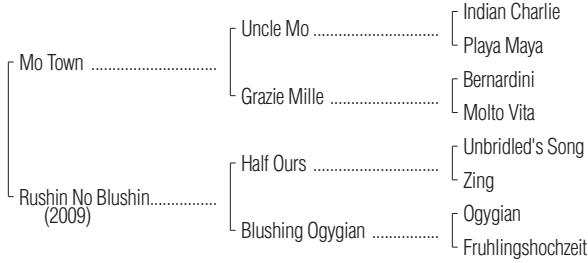 Indian Charlie
Uncle Mo ....................................
Playa Maya
Mo Town ....................................
Bernardini
Grazie Mille ...............................
Molto Vita
Unbridled's Song
Half Ours ....................................
Zing
Rushin No Blushin...................
(2009)
Ogygian
Blushing Ogygian ...................
Fruhlingshochzeit